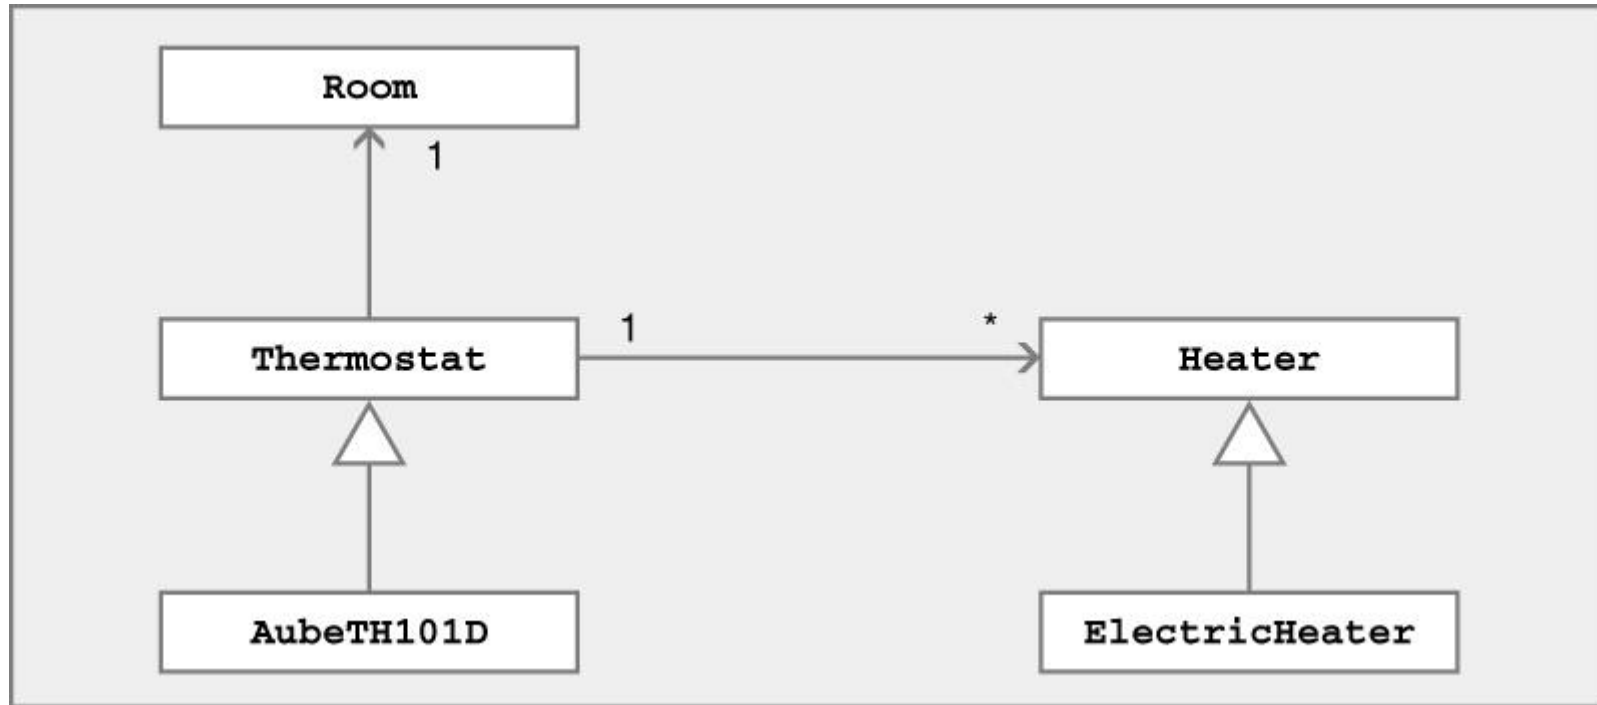 Room
1
Thermostat
1
*
Heater
AubeTH101D
ElectricHeater